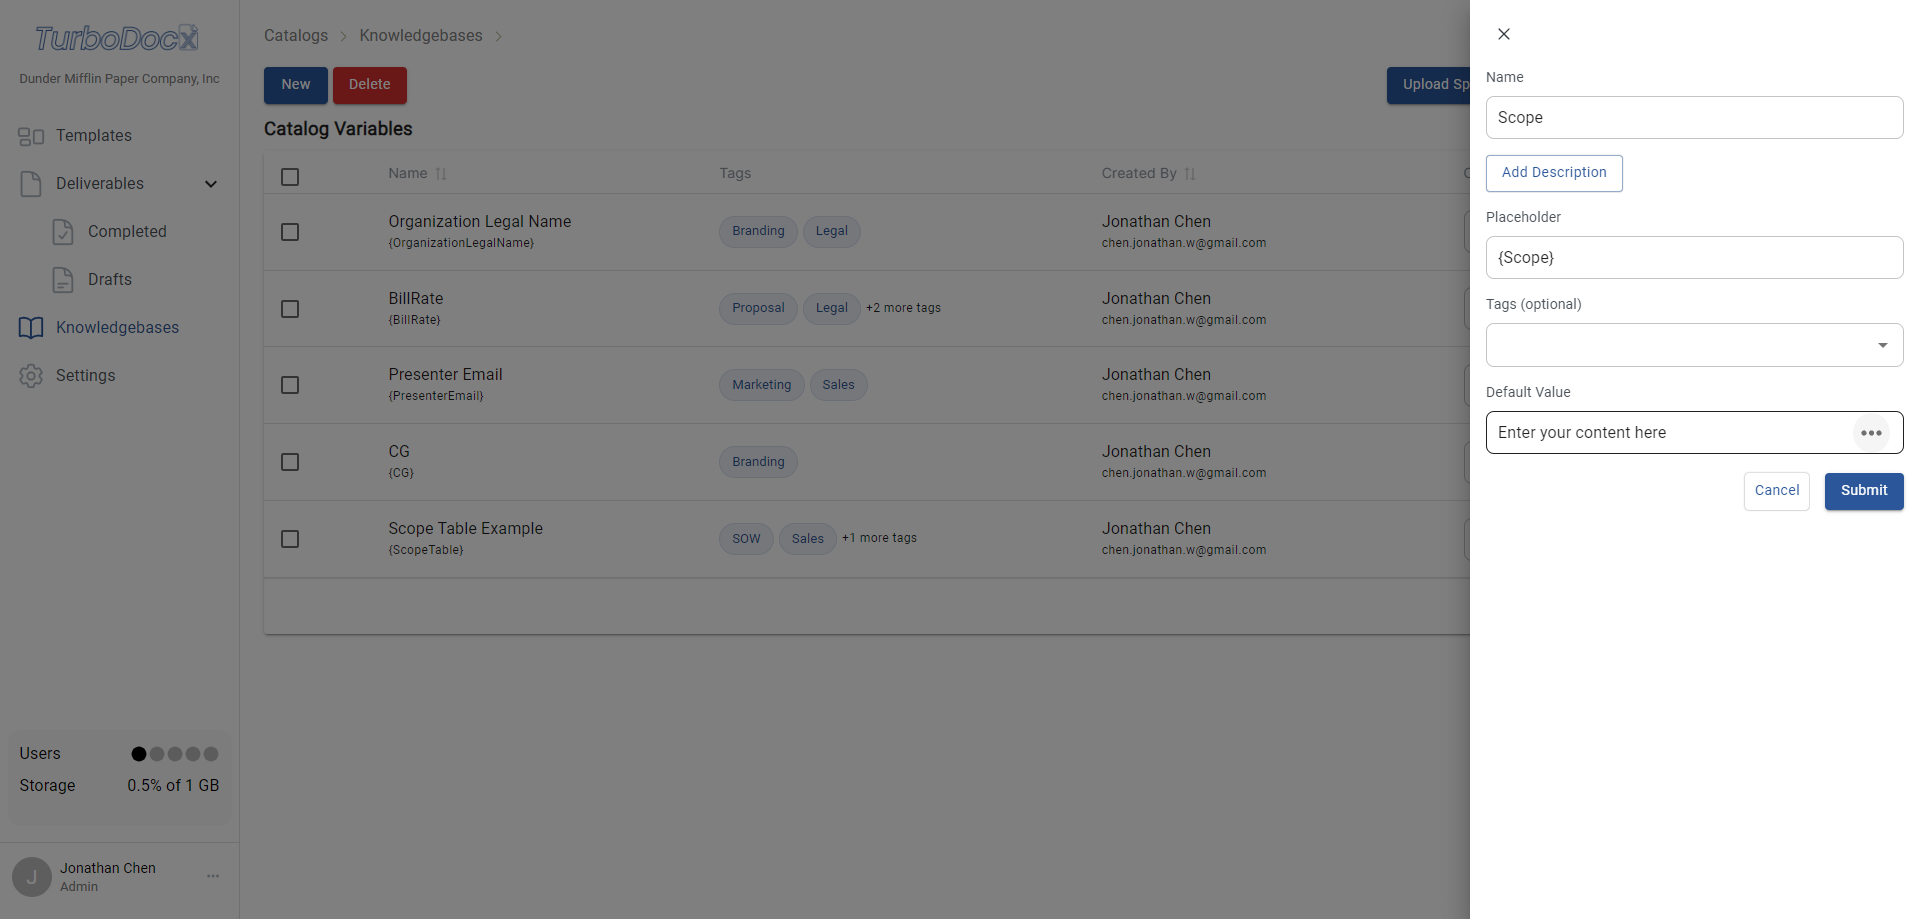 TurboDocX
Dunder Mifflin Paper Company, Inc
Templates
Deliverables
Completed
Drafts
Knowledgebases
Settings
Users
Storage 0.5% of 1 GB
J
Jonathan Chen
Admin
Catalogs > Knowledgebases >
New Delete Upload Sp
Catalog Variables
Name Tags Created By
Organization Legal Name Branding Legal Jonathan Chen
{OrganizationLegalName} chen.jonathan.w@gmail.com
BillRate Proposal Legal +2 more tags Jonathan Chen
{BillRate} chen.jonathan.w@gmail.com
Presenter Email Marketing Sales Jonathan Chen
{PresenterEmail} chen.jonathan.w@gmail.com
CG Branding Jonathan Chen
{CG} chen.jonathan.w@gmail.com
Scope Table Example SOW Sales +1 more tags Jonathan Chen
{ScopeTable} chen.jonathan.w@gmail.com
Name
Scope
Add Description
Placeholder
{Scope}
Tags (optional)
Default Value
Enter your content here
Cancel Submit